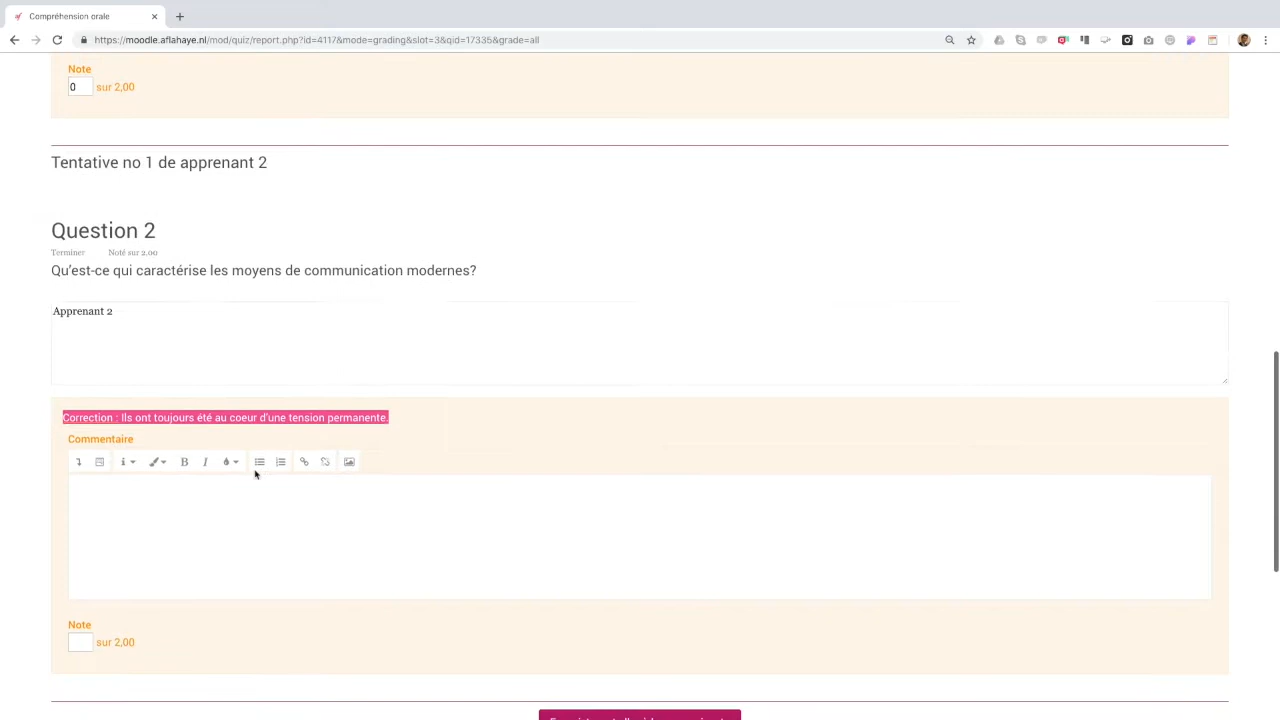 Compréhension orale
https://moodle.aflahaye.nl/mod/quiz/report.php?id=4117&mode=grading&slot=3&qid=17335&grade=all
Note
0 sur 2,00
Tentative no 1 de apprenant 2
Question 2
Terminer Noté sur 2.00
Qu'est-ce qui caractérise les moyens de communication modernes?
Apprenant 2
Correction : Ils ont toujours été au coeur d'une tension permanente.
Commentaire
B I
Note
sur 2,00